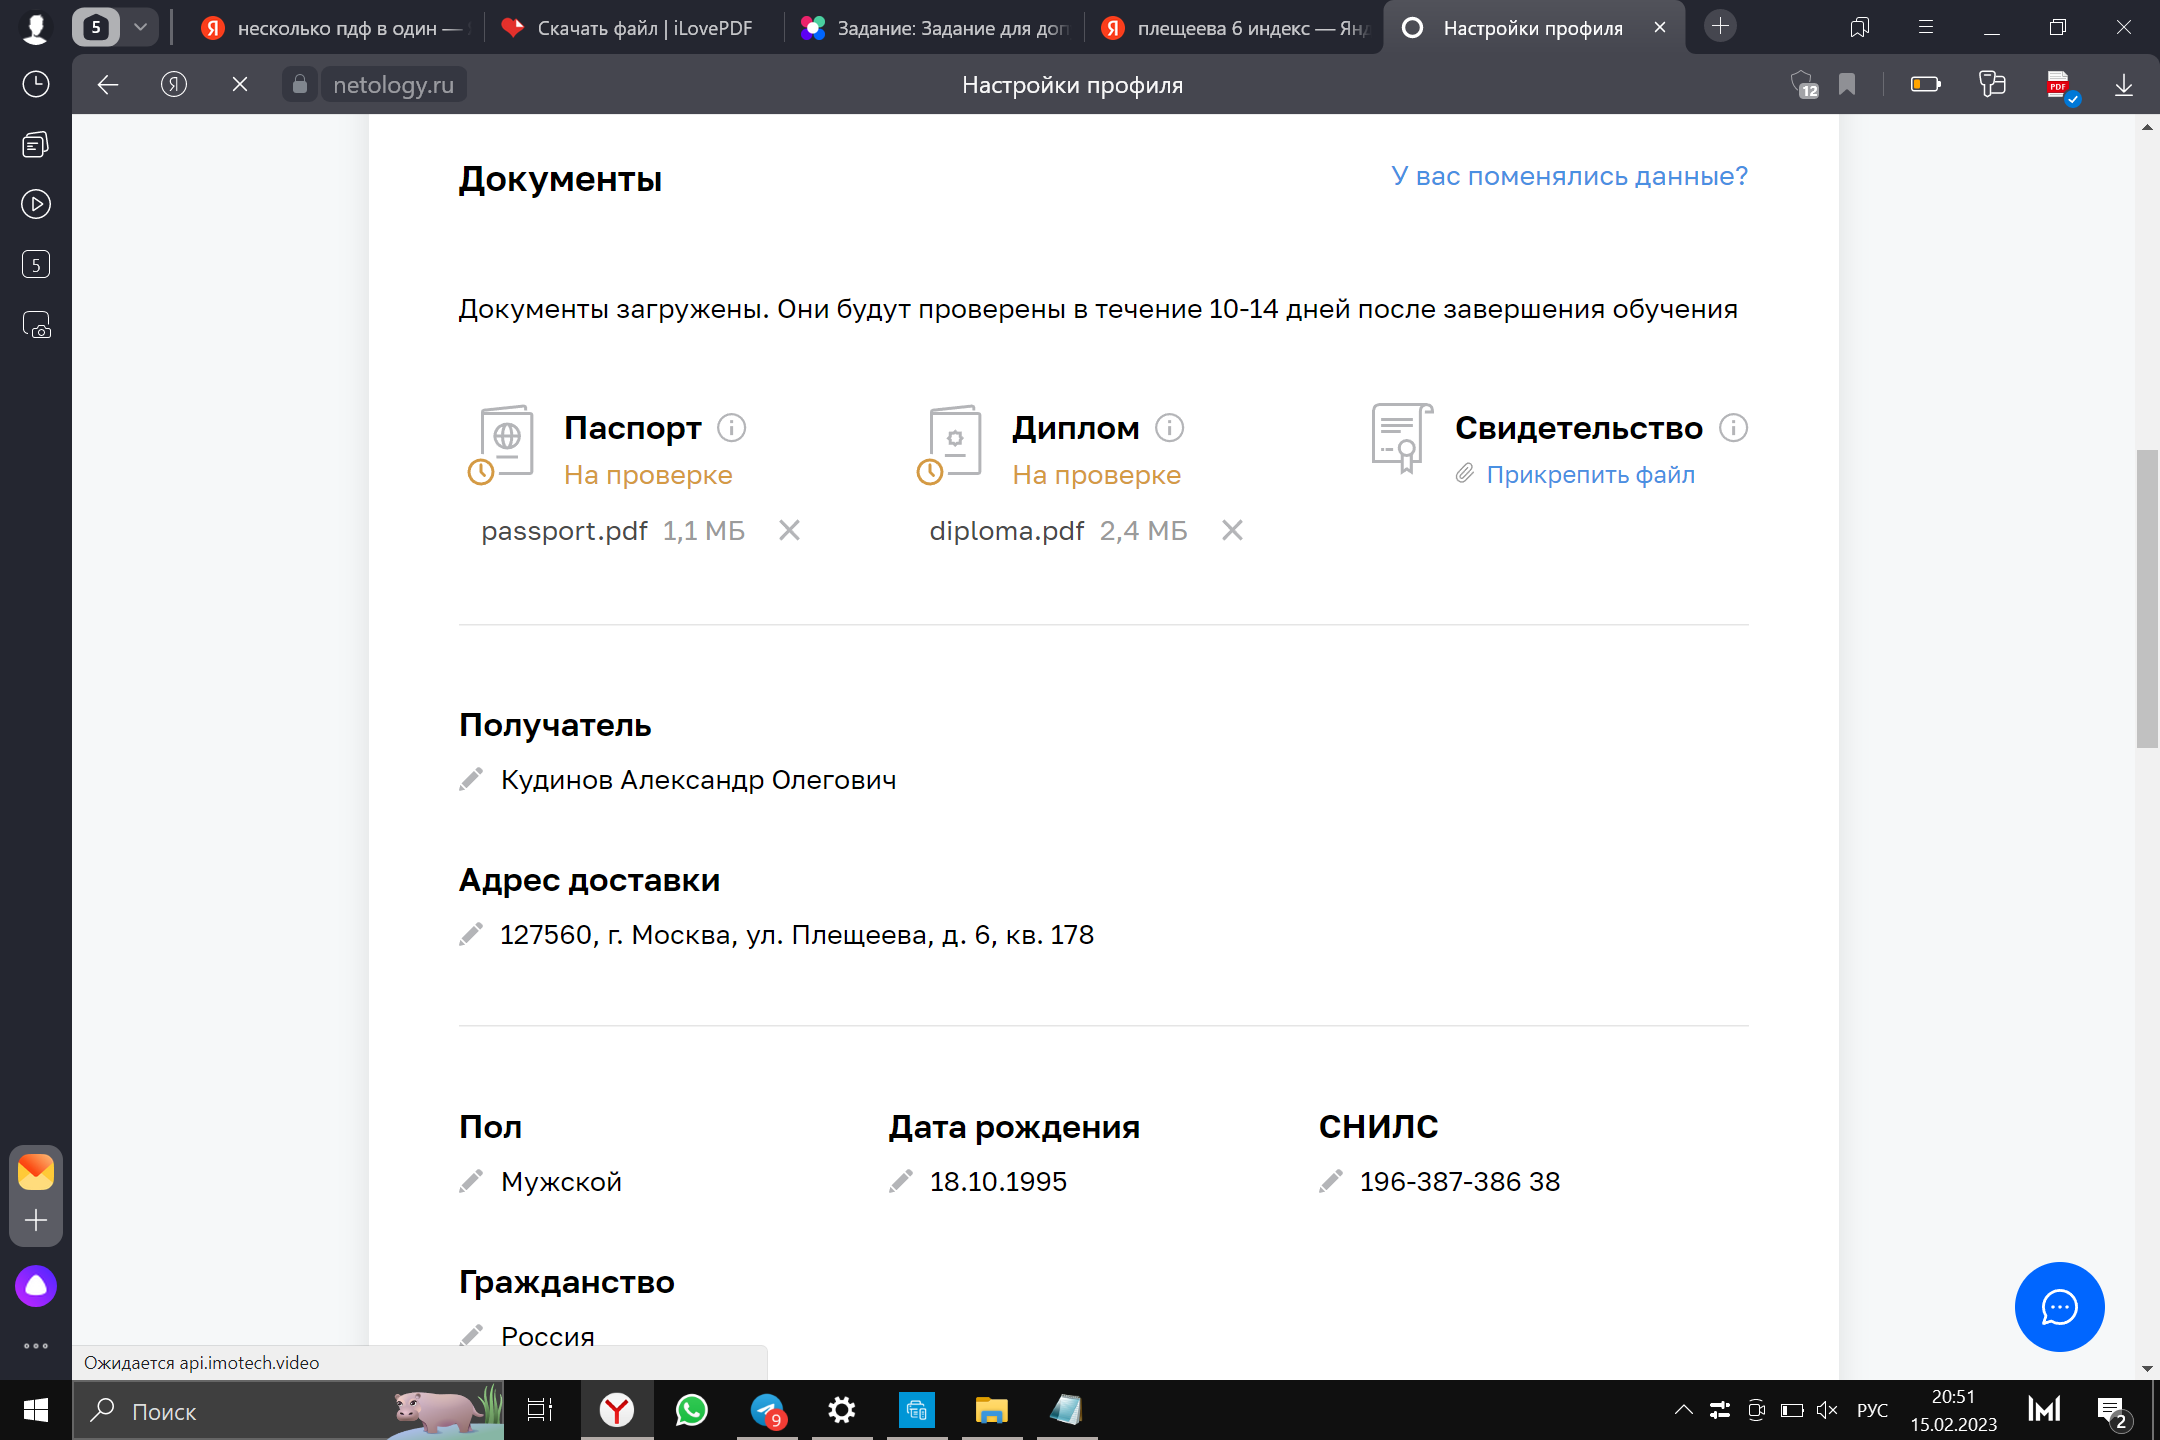 5
несколько пдф в один —
Скачать файл | iLovePDF
Задание: Задание для доп
плещеева 6 индекс — Янд
Настройки профиля
netology.ru
Настройки профиля
12
PDF
5
Документы
У вас поменялись данные?
Документы загружены. Они будут проверены в течение 10-14 дней после завершения обучения
Паспорт
На проверке
passport.pdf 1,1 МБ
Диплом
На проверке
diploma.pdf 2,4 МБ
Свидетельство
Прикрепить файл
Получатель
Кудинов Александр Олегович
Адрес доставки
127560, г. Москва, ул. Плещеева, д. 6, кв. 178
Пол
Мужской
Дата рождения
18.10.1995
СНИЛС
196-387-386 38
Гражданство
Россия
Ожидается api.imotech.video
Поиск
9
РУС
20:51
15.02.2023
2